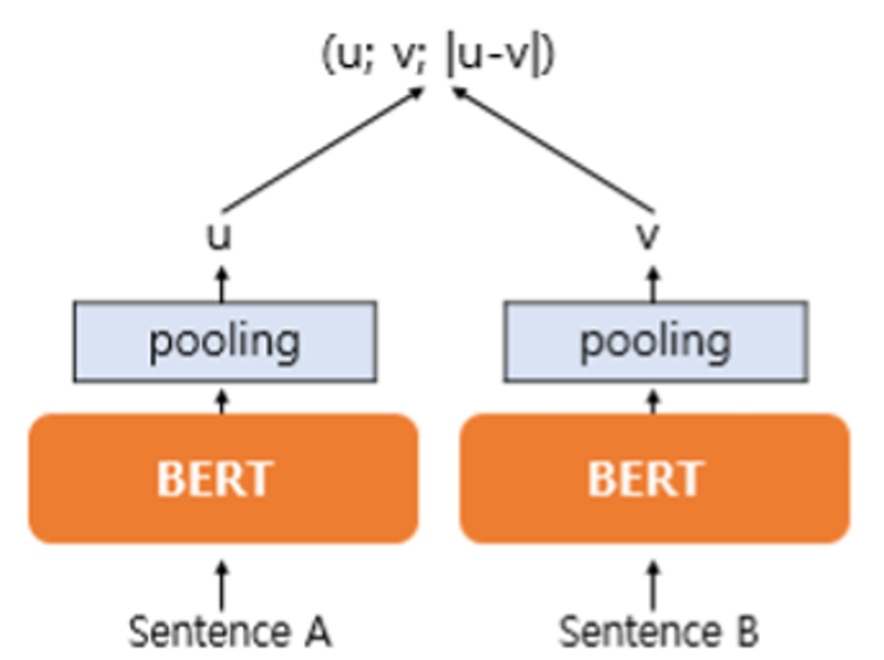 (u; v; |u-v|)
u v
pooling pooling
BERT BERT
Sentence A Sentence B